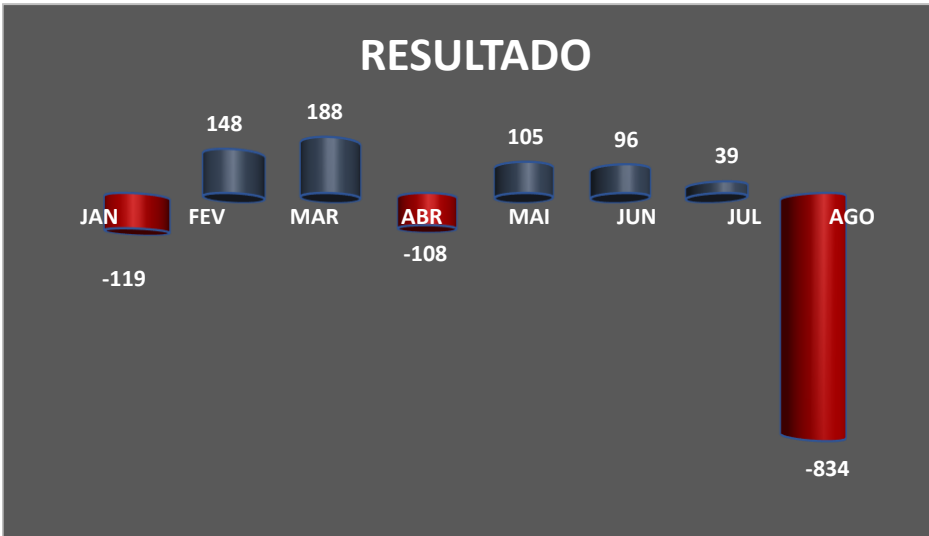 RESULTADO
148
188
105
96
39
JAN
FEV
MAR
ABR
MAI
JUN
JUL
AGO
-119
-108
-834